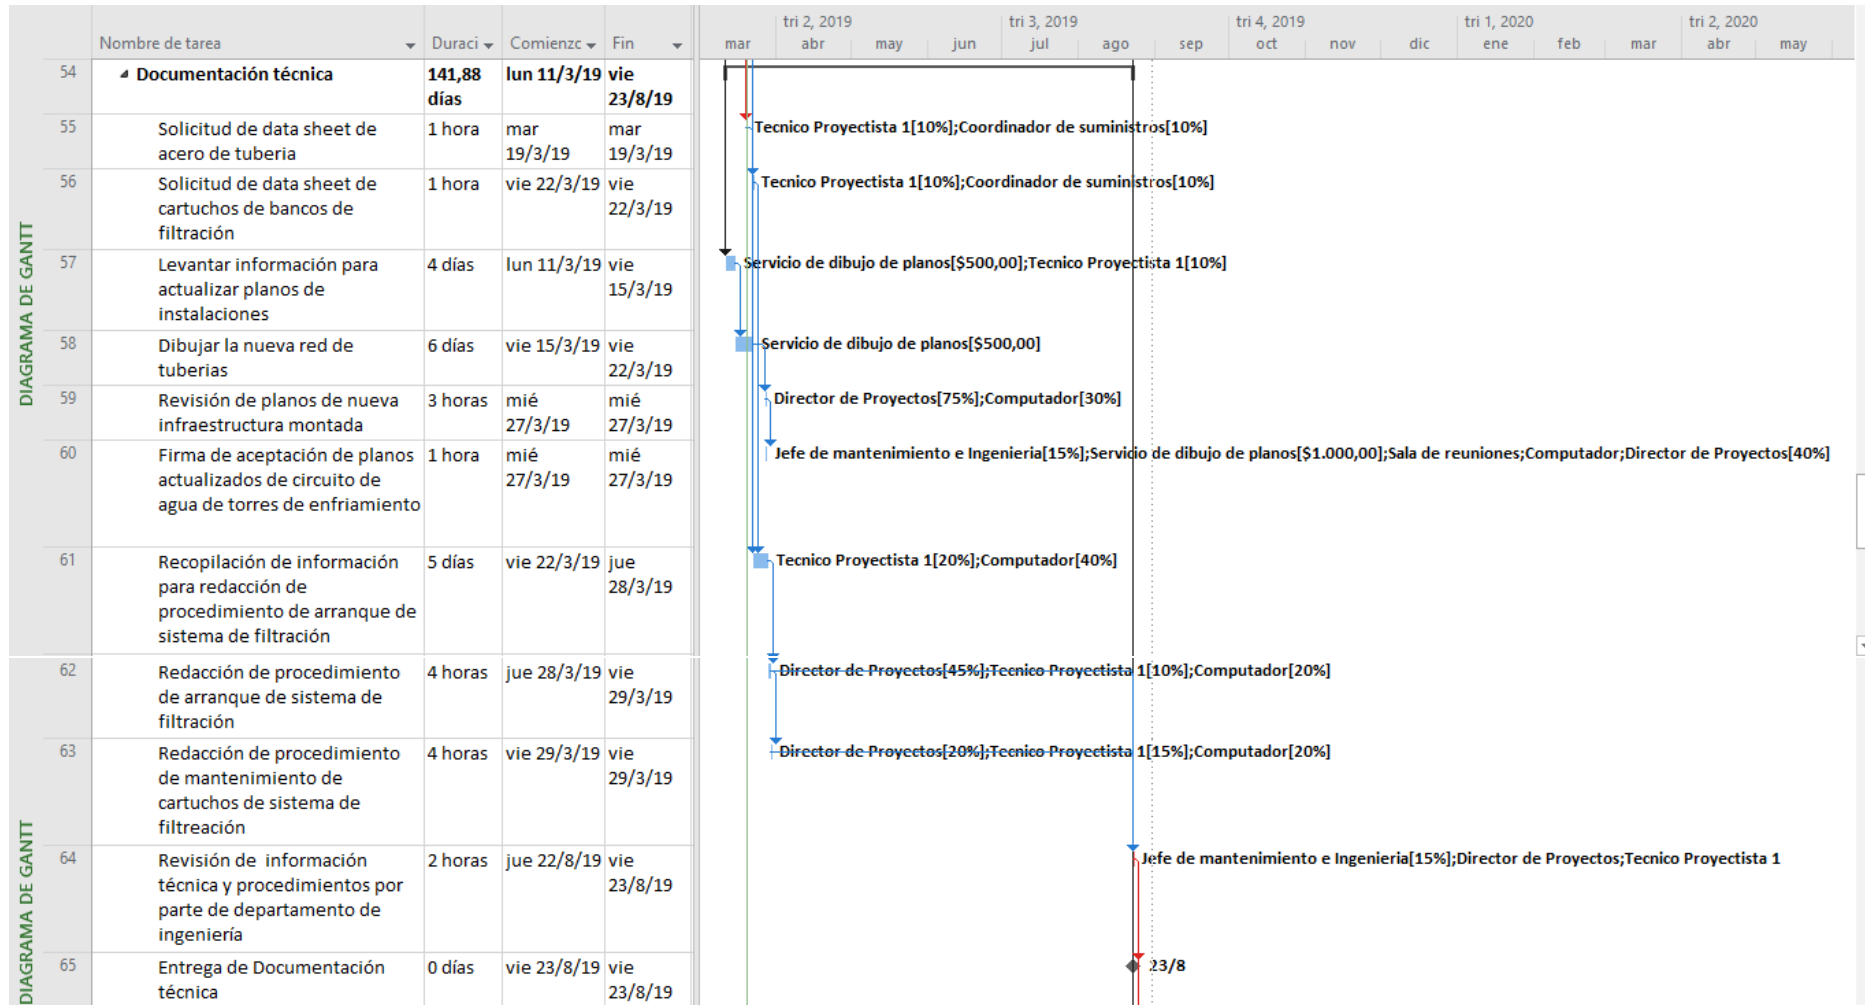 tri 2, 2019 tri 3, 2019 tri 4, 2019 tri 1, 2020 tri 2, 2020
Nombre de tarea Duraci Comienzc Fin mar abr may jun jul ago sep oct nov dic ene feb mar abr may
DIAGRAMA DE GANTT
54 Documentación técnica 141,88 lun 11/3/19 vie
días 23/8/19
55 Solicitud de data sheet de 1 hora mar mar Tecnico Proyectista 1[10%];Coordinador de suministros[10%]
acero de tuberia 19/3/19 19/3/19
56 Solicitud de data sheet de 1 hora vie 22/3/19 vie Tecnico Proyectista 1[10%];Coordinador de suministros[10%]
cartuchos de bancos de 22/3/19
filtración
57 Levantar información para 4 días lun 11/3/19 vie Servicio de dibujo de planos[$500,00];Tecnico Proyectista 1[10%]
actualizar planos de 15/3/19
instalaciones
58 Dibujar la nueva red de 6 días vie 15/3/19 vie Servicio de dibujo de planos[$500,00]
tuberias 22/3/19
59 Revisión de planos de nueva 3 horas mié mié Director de Proyectos[75%];Computador[30%]
infraestructura montada 27/3/19 27/3/19
60 Firma de aceptación de planos 1 hora mié mié Jefe de mantenimiento e Ingenieria[15%];Servicio de dibujo de planos[$1.000,00];Sala de reuniones;Computador;Director de Proyectos[40%]
actualizados de circuito de 27/3/19 27/3/19
agua de torres de enfriamiento
61 Recopilación de información 5 días vie 22/3/19 jue Tecnico Proyectista 1[20%];Computador[40%]
para redacción de 28/3/19
procedimiento de arranque de
sistema de filtración
DIAGRAMA DE GANTT
62 Redacción de procedimiento 4 horas jue 28/3/19 vie Director de Proyectos[45%];Tecnico Proyectista 1[10%];Computador[20%]
de arranque de sistema de 29/3/19
filtración
63 Redacción de procedimiento 4 horas vie 29/3/19 vie Director de Proyectos[20%];Tecnico Proyectista 1[15%];Computador[20%]
de mantenimiento de 29/3/19
cartuchos de sistema de
filtreación
64 Revisión de información 2 horas jue 22/8/19 vie Jefe de mantenimiento e Ingenieria[15%];Director de Proyectos;Tecnico Proyectista 1
técnica y procedimientos por 23/8/19
parte de departamento de
ingeniería
65 Entrega de Documentación 0 días vie 23/8/19 vie 23/8
técnica 23/8/19